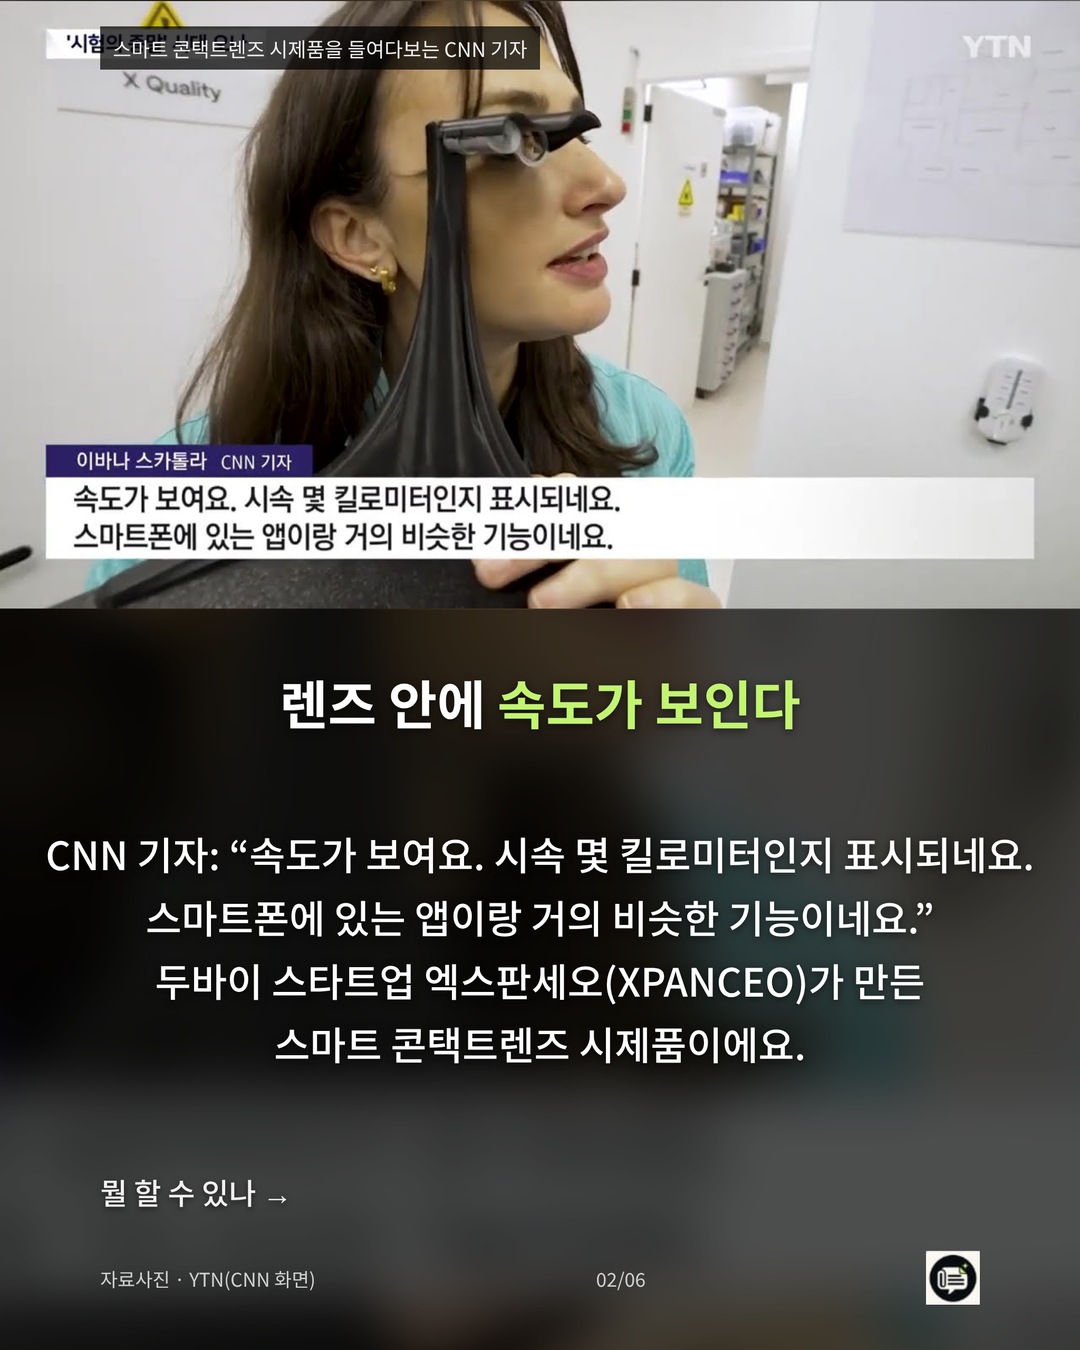 스마트 콘택트렌즈 시제품을 들여다보는 CNN 기자
YTN
X Quality
이바나 스카톨라 CNN 기자
속도가 보여요. 시속 몇 킬로미터인지 표시되네요.
스마트폰에 있는 앱이랑 거의 비슷한 기능이네요.
렌즈 안에 속도가 보인다
CNN 기자: “속도가 보여요. 시속 몇 킬로미터인지 표시되네요.
스마트폰에 있는 앱이랑 거의 비슷한 기능이네요.”
두바이 스타트업 엑스판세오(XPANCEO)가 만든
스마트 콘택트렌즈 시제품이에요.
뭘 할 수 있나 →
자료사진 · YTN(CNN 화면)
02/06